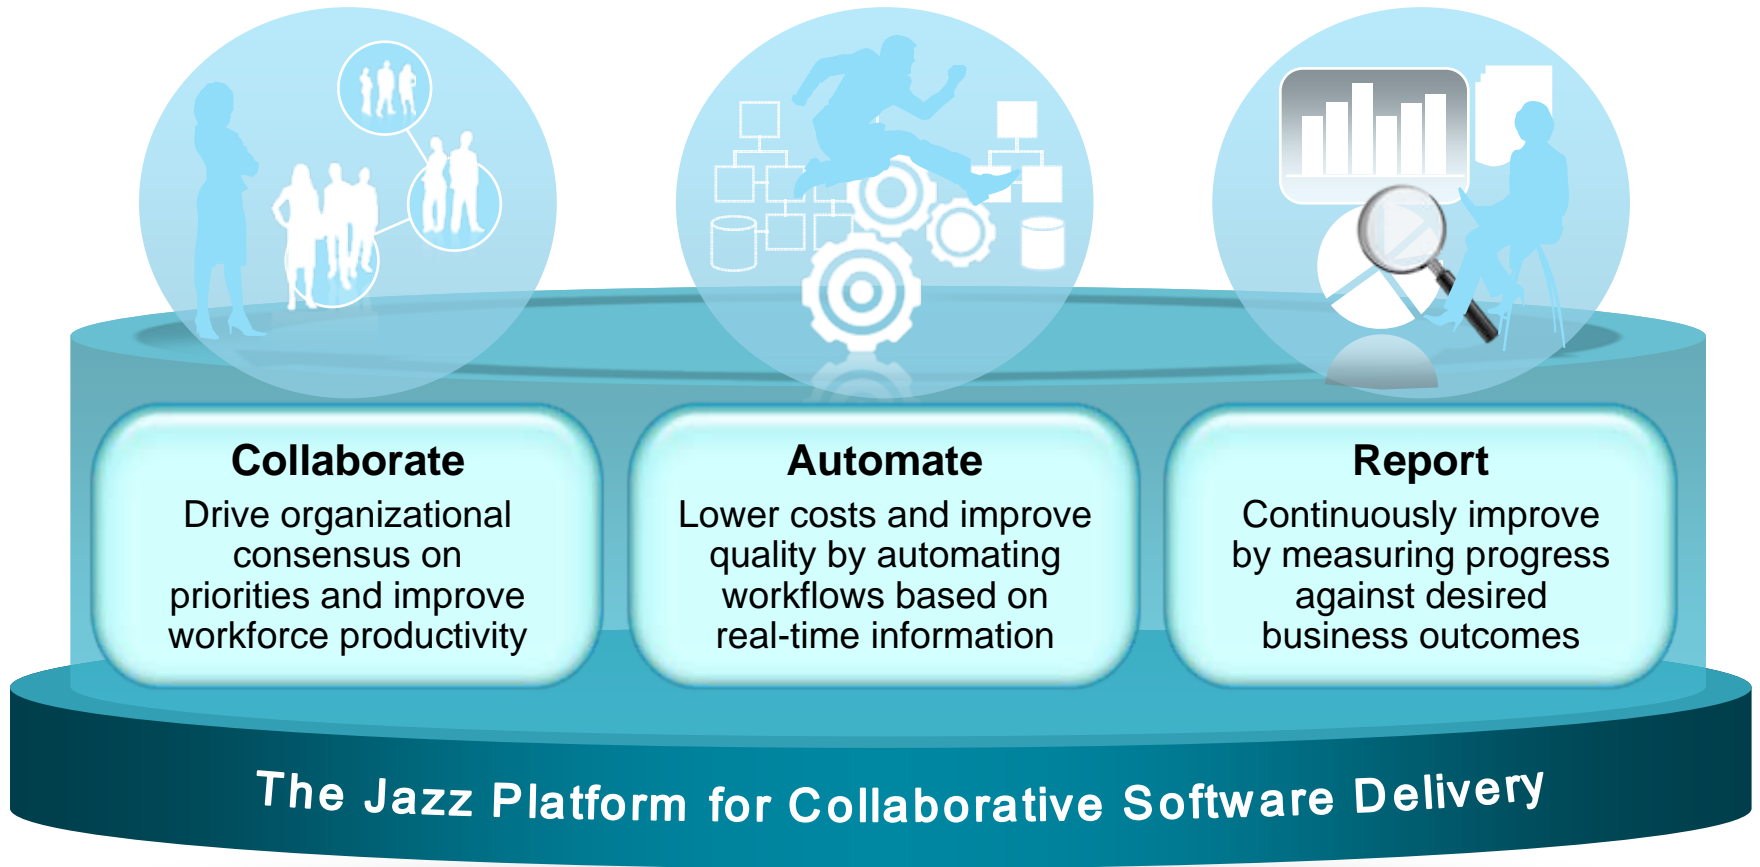 Collaborate
Drive organizational
consensus on
priorities and improve
workforce productivity
Automate
Lower costs and improve
quality by automating
workflows based on
real-time information
Report
Continuously improve
by measuring progress
against desired
business outcomes
The Jazz Platform for Collaborative Software Delivery